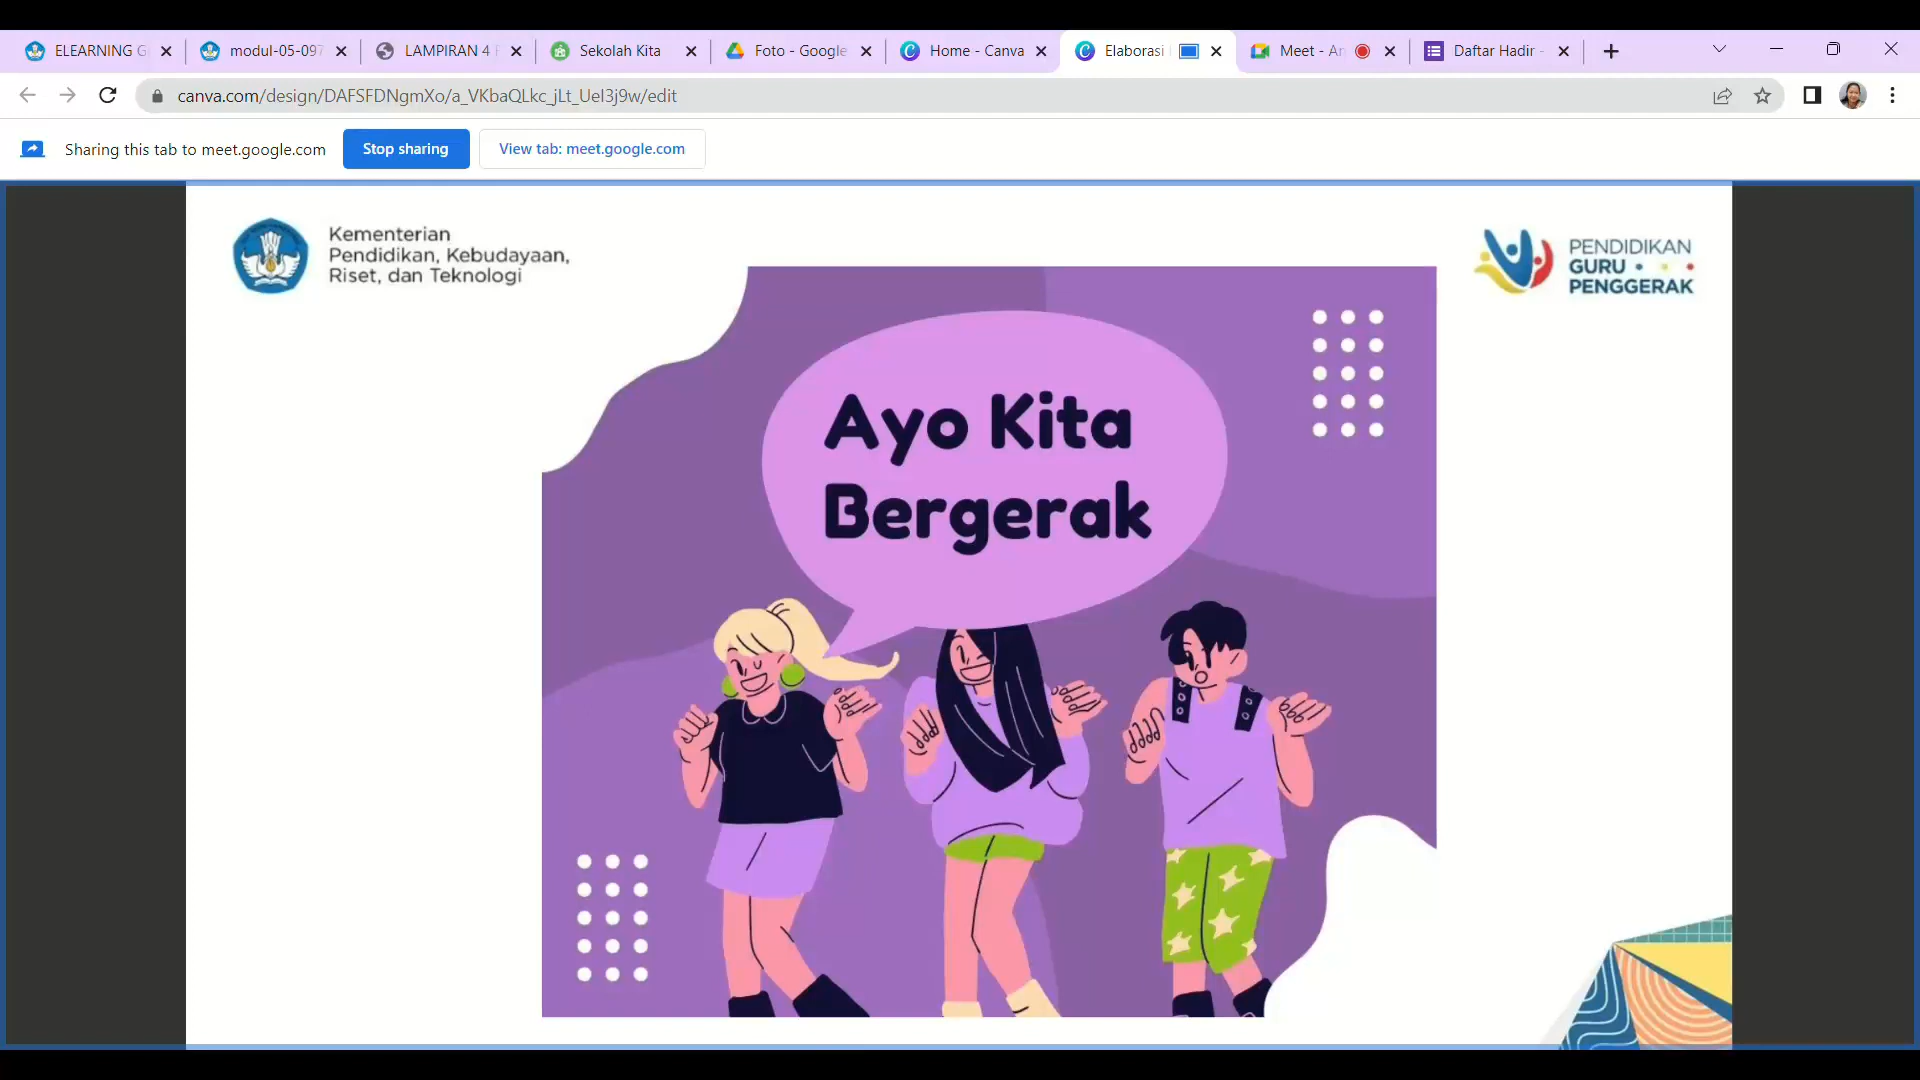 ELEARNING G
modul-05-097
LAMPIRAN 4
Sekolah Kita
Foto - Google
Home - Canva
Elaborasi
Meet - An
Daftar Hadir -
canva.com/design/DAFSFDNgmXo/a_VKbaQLkc_jLt_UeI3j9w/edit
Sharing this tab to meet.google.com
Stop sharing
View tab: meet.google.com
Kementerian
Pendidikan, Kebudayaan,
Riset, dan Teknologi
PENDIDIKAN
GURU
PENGGERAK
Ayo Kita
Bergerak